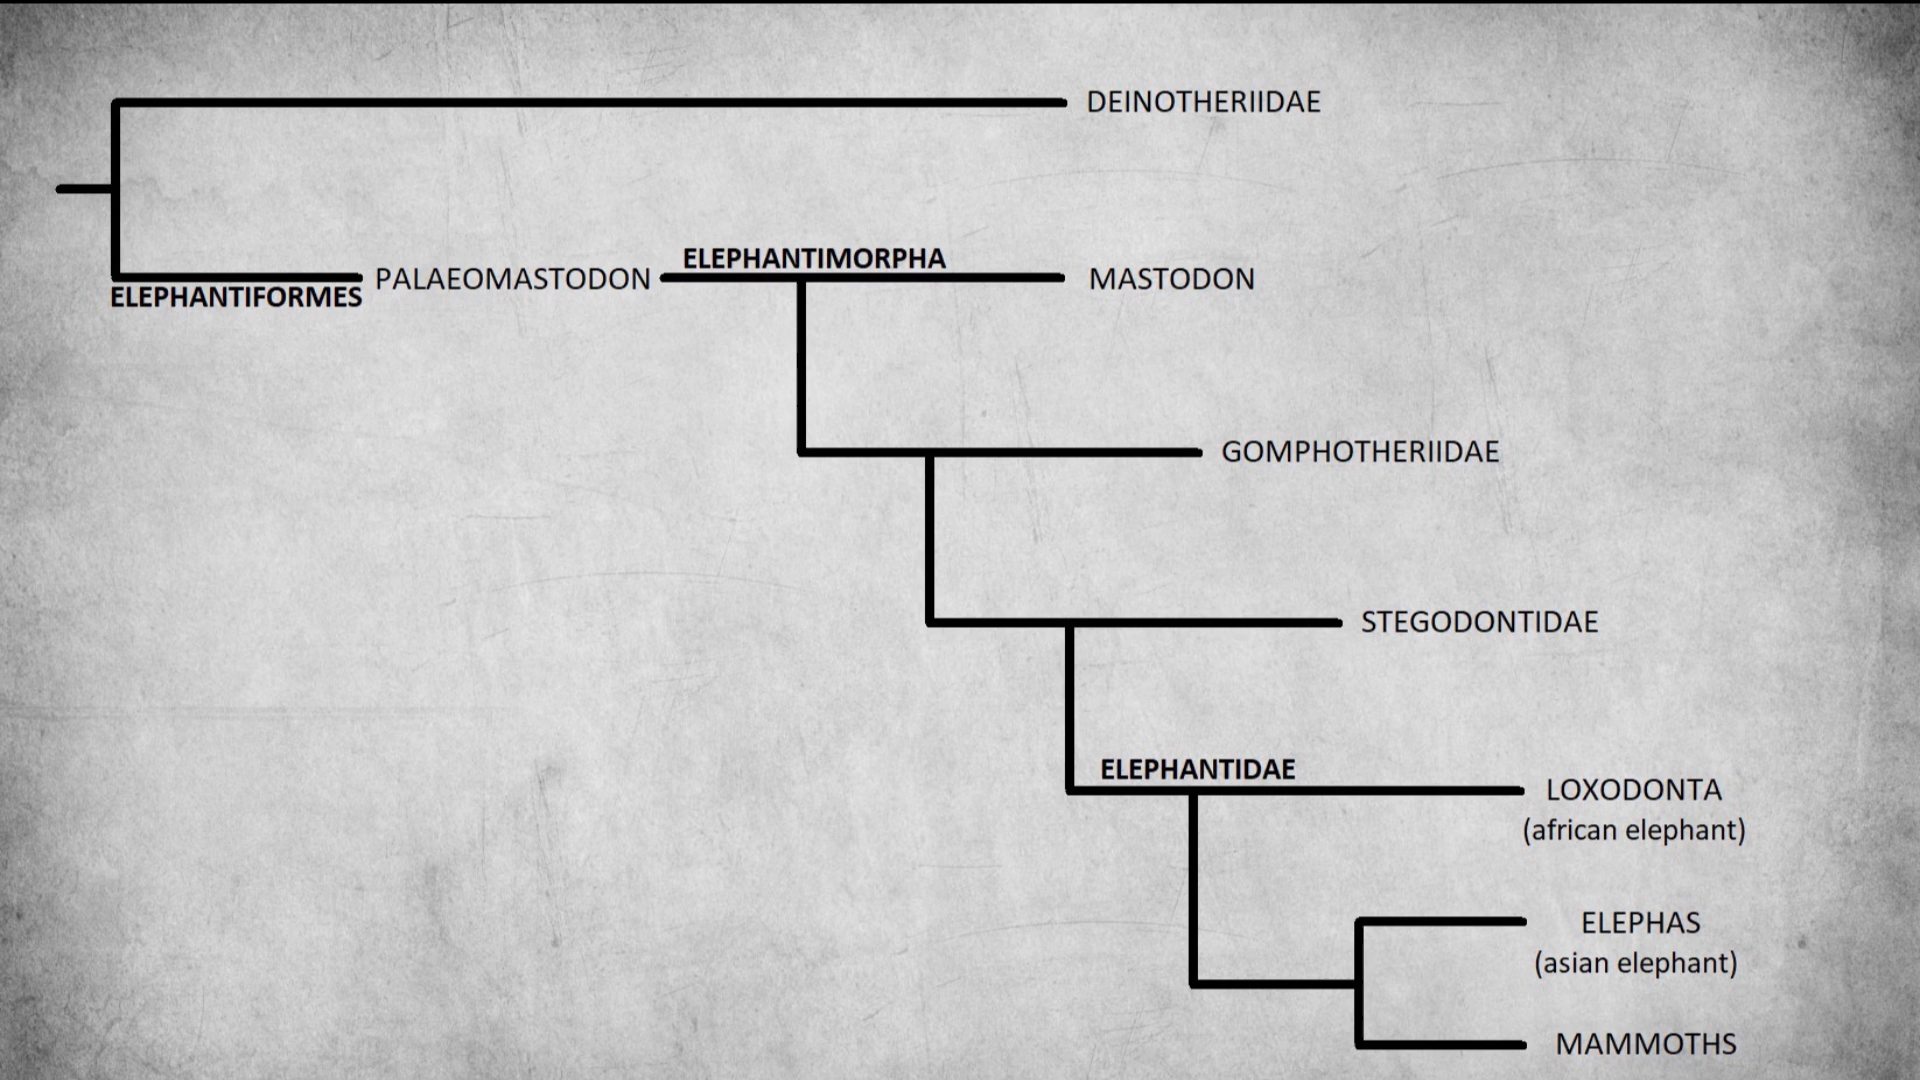 DEINOTHERIIDAE
ELEPHANTIMORPHA
ELEPHANTIFORMES
PALAEOMASTODON
MASTODON
GOMPHOTHERIIDAE
STEGODONTIDAE
ELEPHANTIDAE
LOXODONTA
(african elephant)
ELEPHAS
(asian elephant)
MAMMOTHS